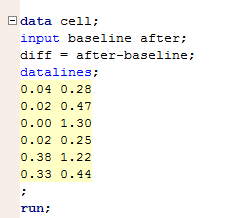 data cell;
input baseline after;
diff = after-baseline;
datalines;
0.04 0.28
0.02 0.47
0.00 1.30
0.02 0.25
0.38 1.22
0.33 0.44
;
run;